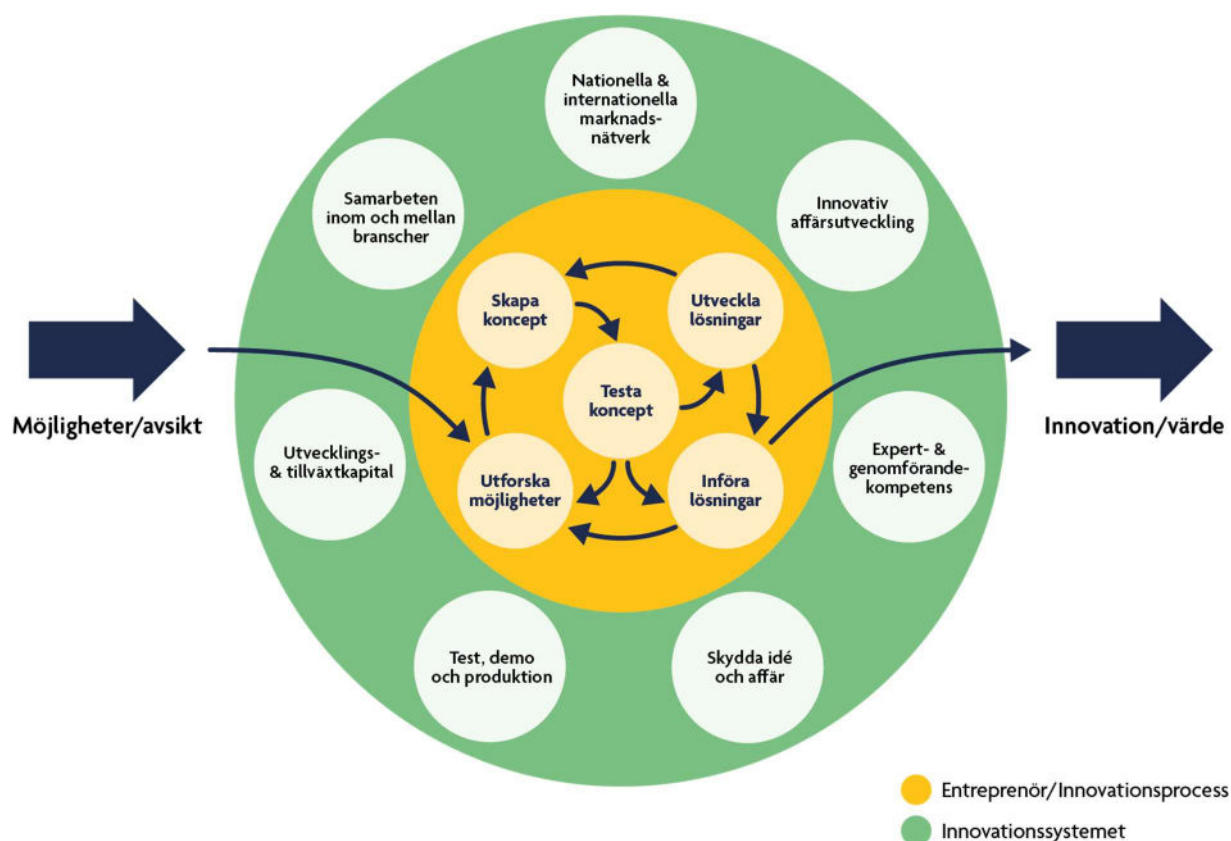 Nationella &
internationella
marknads-
nätverk
Samarbeten
inom och mellan
branscher
Innovativ
affärsutveckling
Skapa
koncept
Utveckla
lösningar
Testa
koncept
Möjligheter/avsikt
Innovation/värde
Utvecklings-
& tillväxtkapital
Utforska
möjligheter
Införa
lösningar
Expert- &
genomförande-
kompetens
Test, demo
och produktion
Skydda idé
och affär
Entreprenör/Innovationsprocess
Innovationssystemet